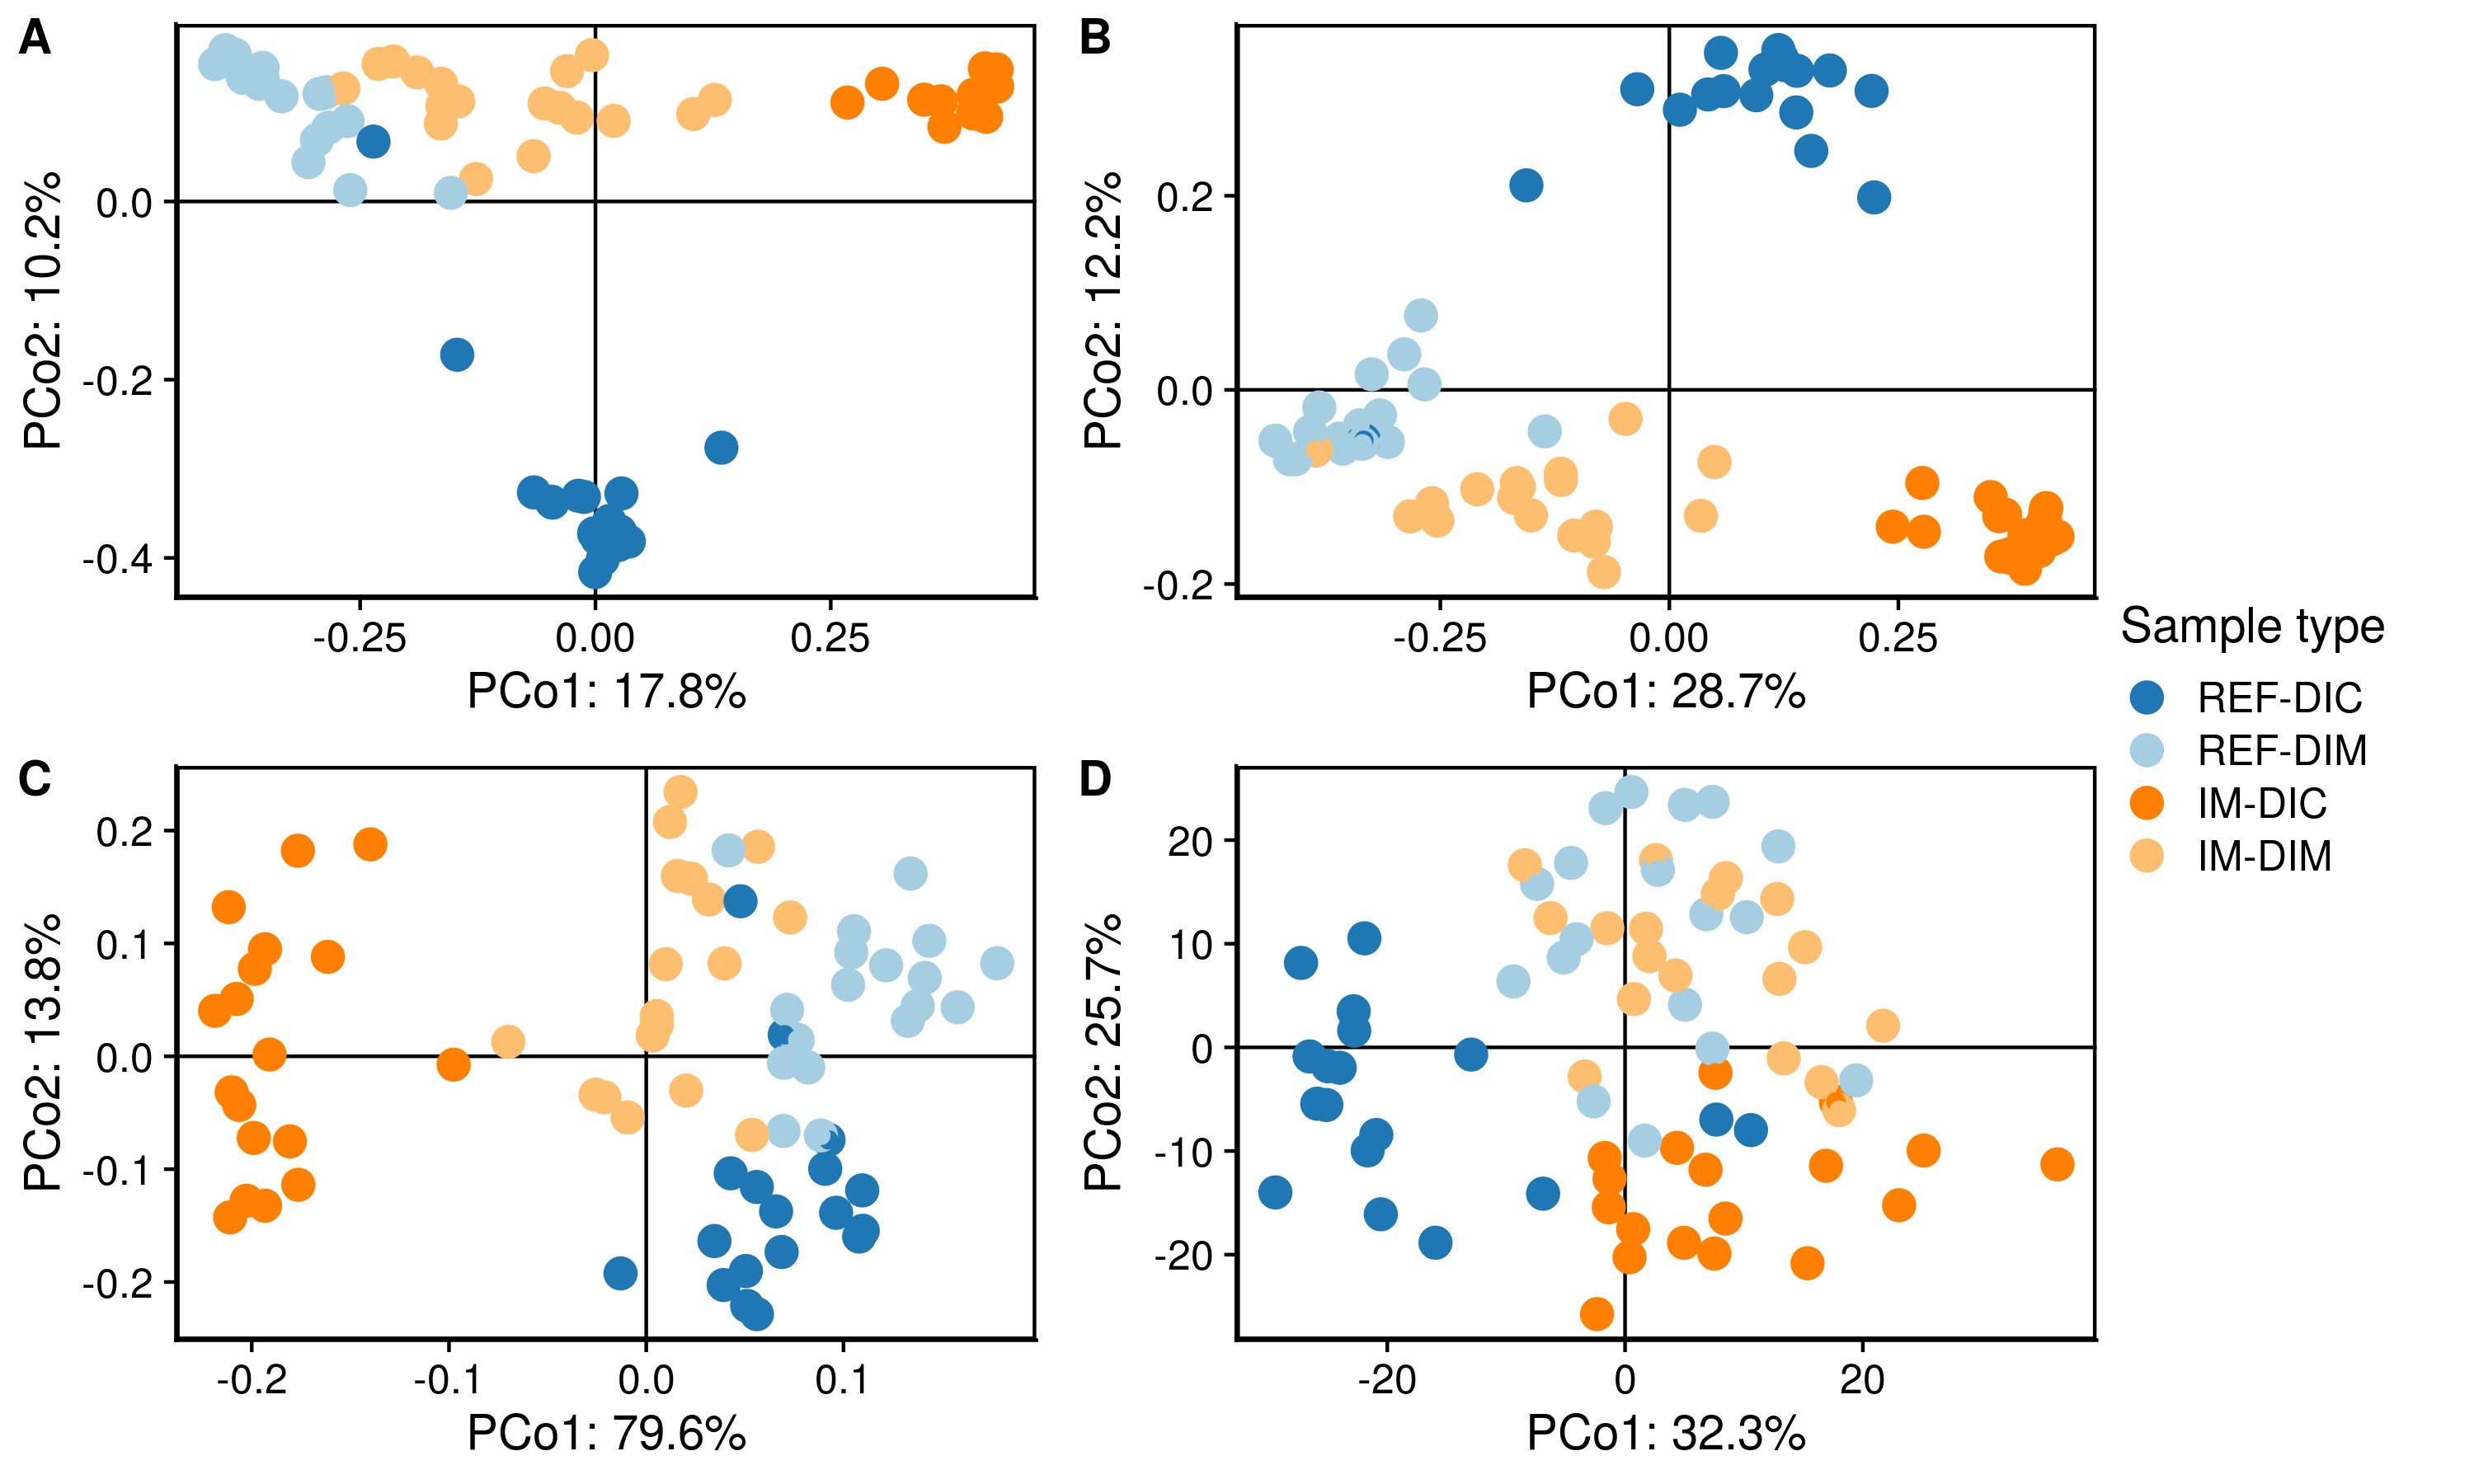 A
PCo2: 10.2%
0.0
-0.2
-0.4
-0.25 0.00 0.25
PCo1: 17.8%
B
PCo2: 12.2%
0.2
0.0
-0.2
-0.25 0.00 0.25
PCo1: 28.7%
Sample type
REF-DIC
REF-DIM
IM-DIC
IM-DIM
C
PCo2: 13.8%
0.2
0.1
0.0
-0.1
-0.2
-0.2 -0.1 0.0 0.1
PCo1: 79.6%
D
PCo2: 25.7%
20
10
0
-10
-20
-20 0 20
PCo1: 32.3%